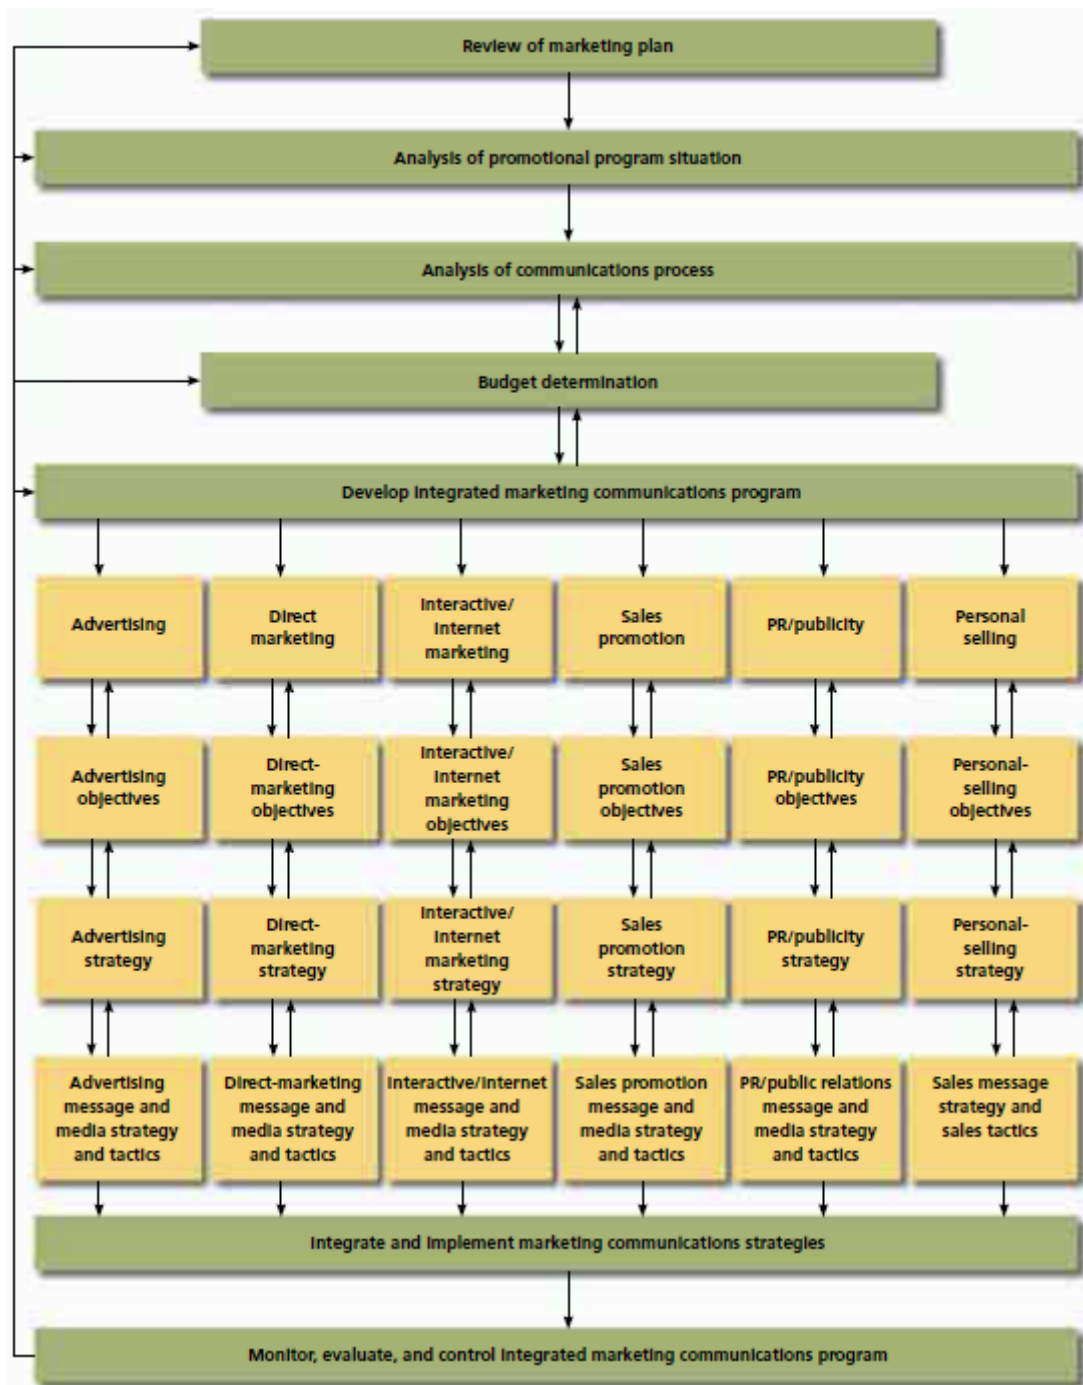 Review of marketing plan
Analysis of promotional program situation
Analysis of communications process
Budget determination
Develop integrated marketing communications program
Advertising
Direct
marketing
Interactive/
Internet
marketing
Sales
promotion
PR/publicity
Personal
selling
Advertising
objectives
Direct-
marketing
objectives
Interactive/
Internet
marketing
objectives
Sales
promotion
objectives
PR/publicity
objectives
Personal-
selling
objectives
Advertising
strategy
Direct-
marketing
strategy
Interactive/
Internet
marketing
strategy
Sales
promotion
strategy
PR/publicity
strategy
Personal-
selling
strategy
Advertising
message and
media strategy
and tactics
Direct-marketing
message and
media strategy
and tactics
Interactive/Internet
message and
media strategy
and tactics
Sales promotion
message and
media strategy
and tactics
PR/public relations
message and
media strategy
and tactics
Sales message
strategy and
sales tactics
Integrate and implement marketing communications strategies
Monitor, evaluate, and control integrated marketing communications program